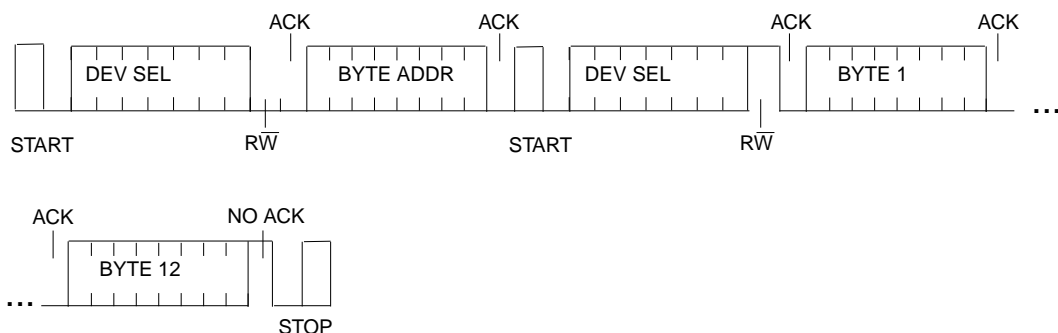 ACK ACK ACK ACK
DEV SEL BYTE ADDR DEV SEL BYTE 1
...
START RW̅ START RW̅
ACK NO ACK
BYTE 12
...
STOP